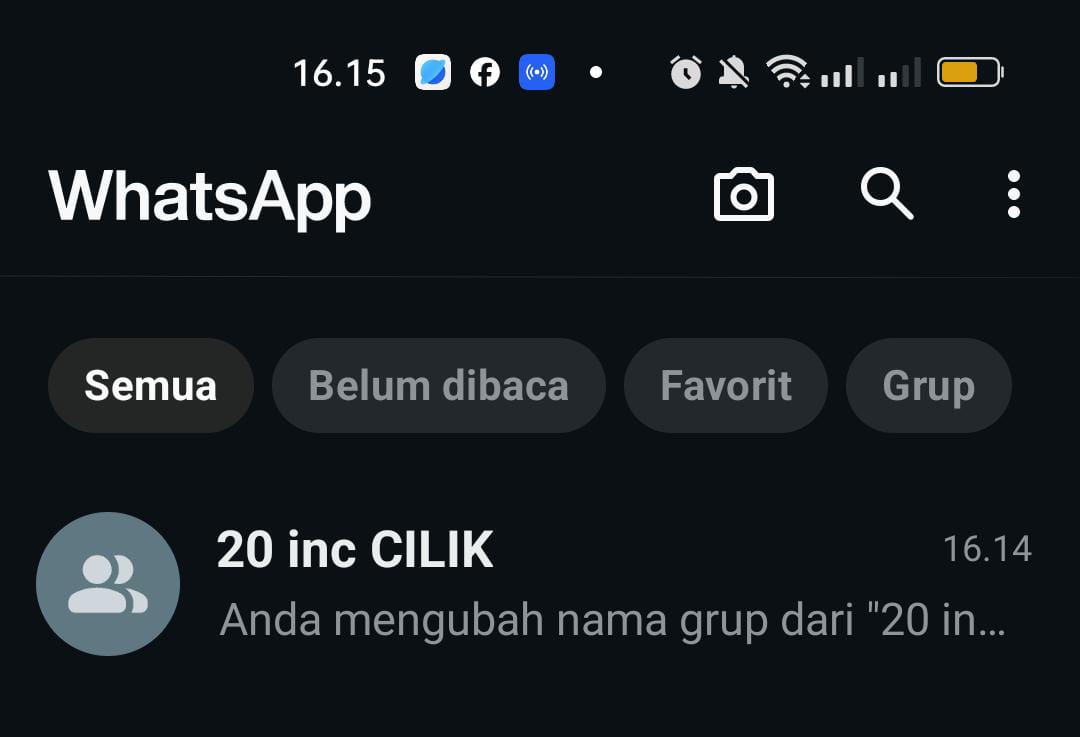 16.15
WhatsApp
Semua Belum dibaca Favorit Grup
20 inc CILIK 16.14
Anda mengubah nama grup dari "20 in...